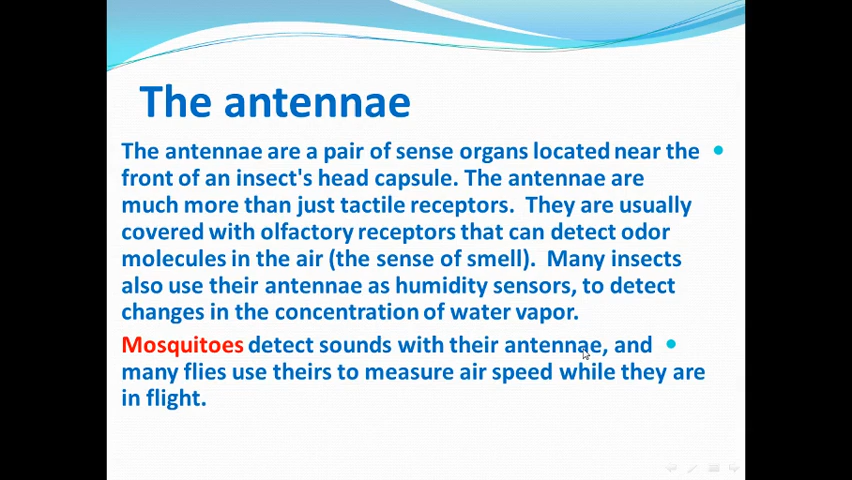 The antennae
The antennae are a pair of sense organs located near the
front of an insect's head capsule. The antennae are
much more than just tactile receptors. They are usually
covered with olfactory receptors that can detect odor
molecules in the air (the sense of smell). Many insects
also use their antennae as humidity sensors, to detect
changes in the concentration of water vapor.
Mosquitoes detect sounds with their antennae, and
many flies use theirs to measure air speed while they are
in flight.